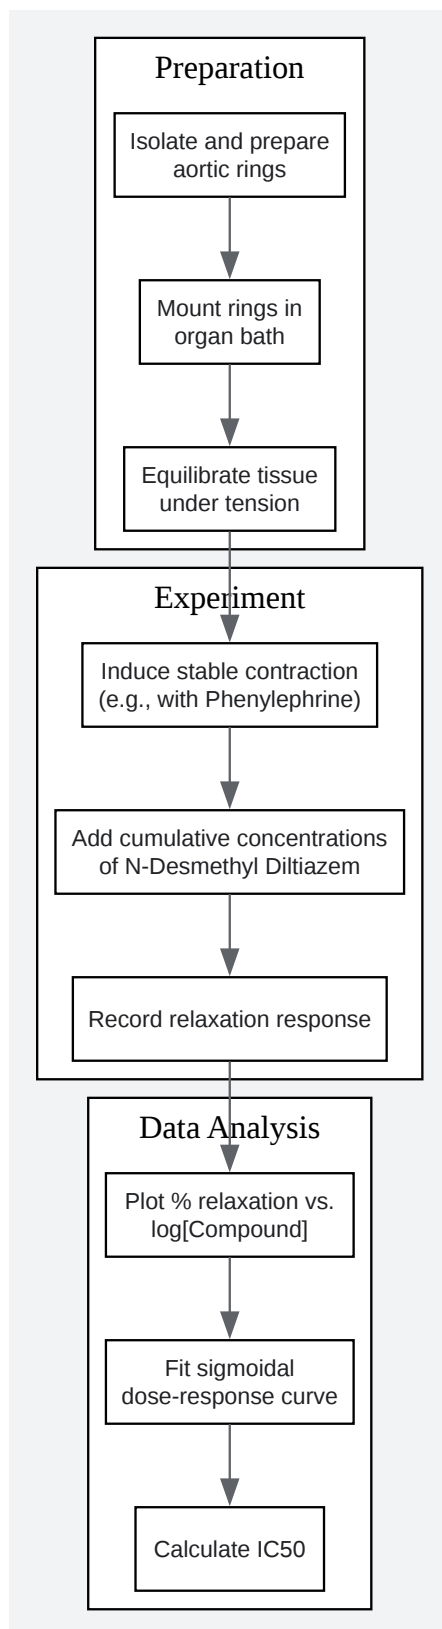 Preparation
Isolate and prepare
aortic rings
Mount rings in
organ bath
Equilibrate tissue
under tension
Experiment
Induce stable contraction
(e.g., with Phenylephrine)
Add cumulative concentrations
of N-Desmethyl Diltiazem
Record relaxation response
Data Analysis
Plot % relaxation vs.
log[Compound]
Fit sigmoidal
dose-response curve
Calculate IC50